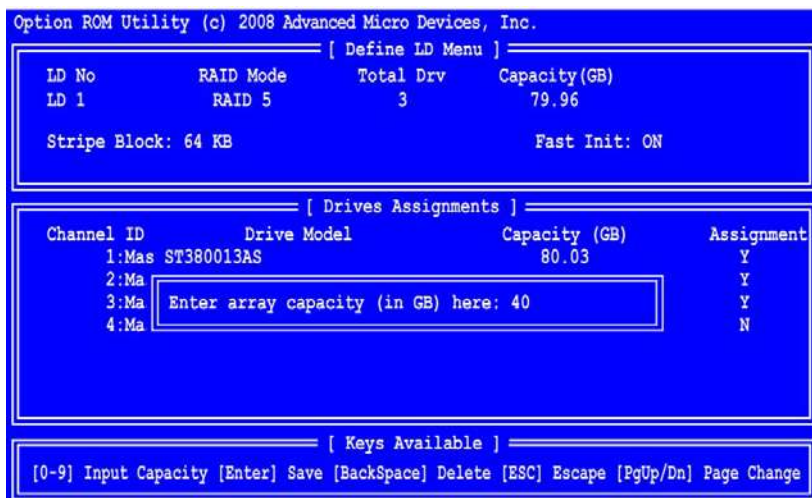 Option ROM Utility (c) 2008 Advanced Micro Devices, Inc.
[ Define LD Menu ]
LD No RAID Mode Total Drv Capacity(GB)
LD 1 RAID 5 3 79.96
Stripe Block: 64 KB Fast Init: ON
[ Drives Assignments ]
Channel ID Drive Model Capacity (GB) Assignment
1:Mas ST380013AS 80.03 Y
2:Ma Y
3:Ma Enter array capacity (in GB) here: 40 Y
4:Ma N
[ Keys Available ]
[0-9] Input Capacity [Enter] Save [BackSpace] Delete [ESC] Escape [PgUp/Dn] Page Change